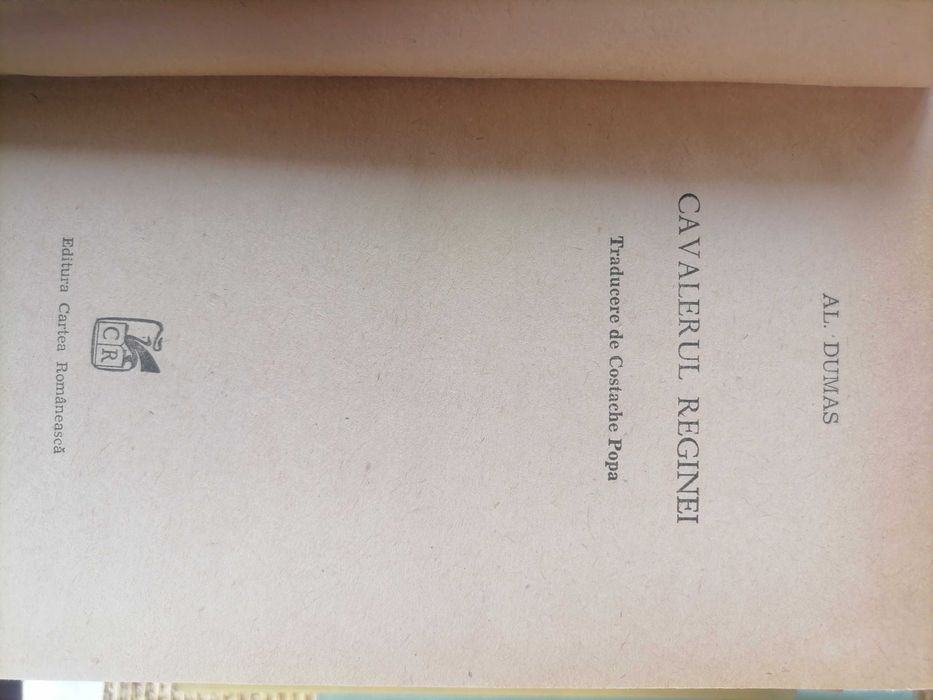 AL. DUMAS
CAVALERUL REGINEI
Traducere de Costache Popa
CR
Editura Cartea Românească